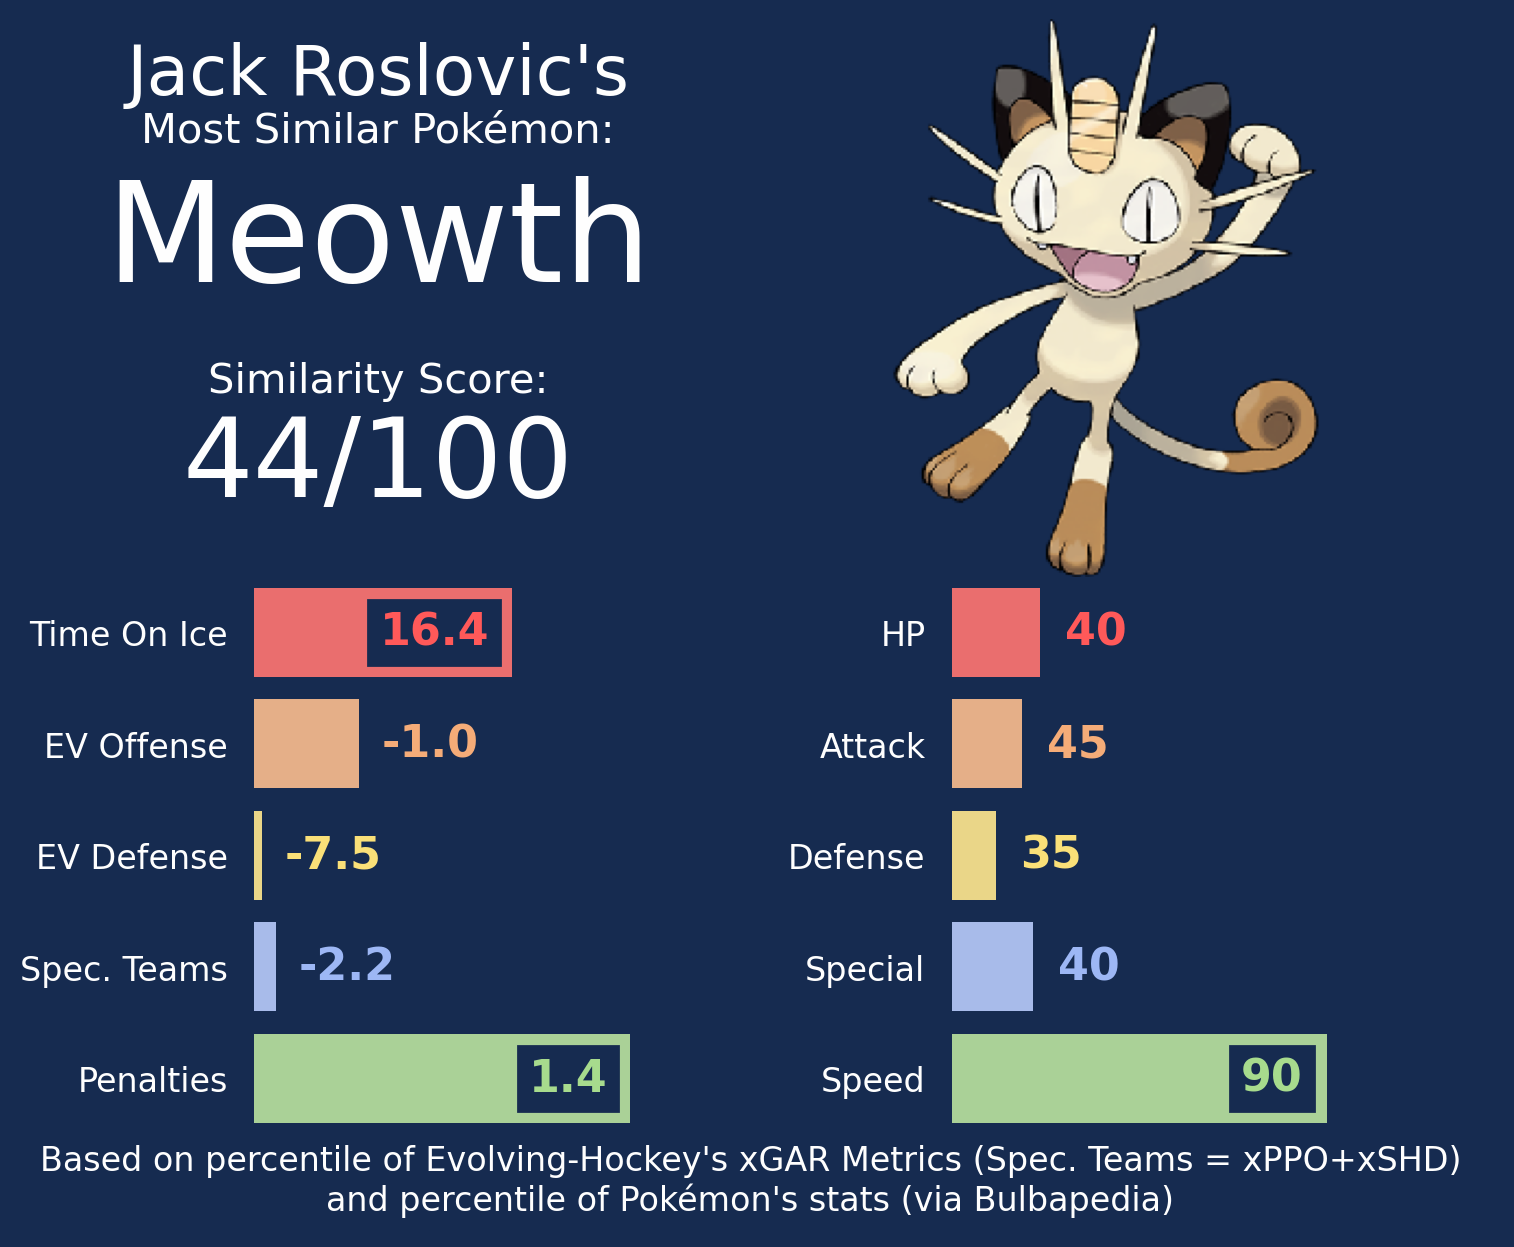 Jack Roslovic's
Most Similar Pokémon:
Meowth
Similarity Score:
44/100
Time On Ice 16.4
EV Offense -1.0
EV Defense -7.5
Spec. Teams -2.2
Penalties 1.4
HP 40
Attack 45
Defense 35
Special 40
Speed 90
Based on percentile of Evolving-Hockey's xGAR Metrics (Spec. Teams = xPPO+xSHD)
and percentile of Pokémon's stats (via Bulbapedia)